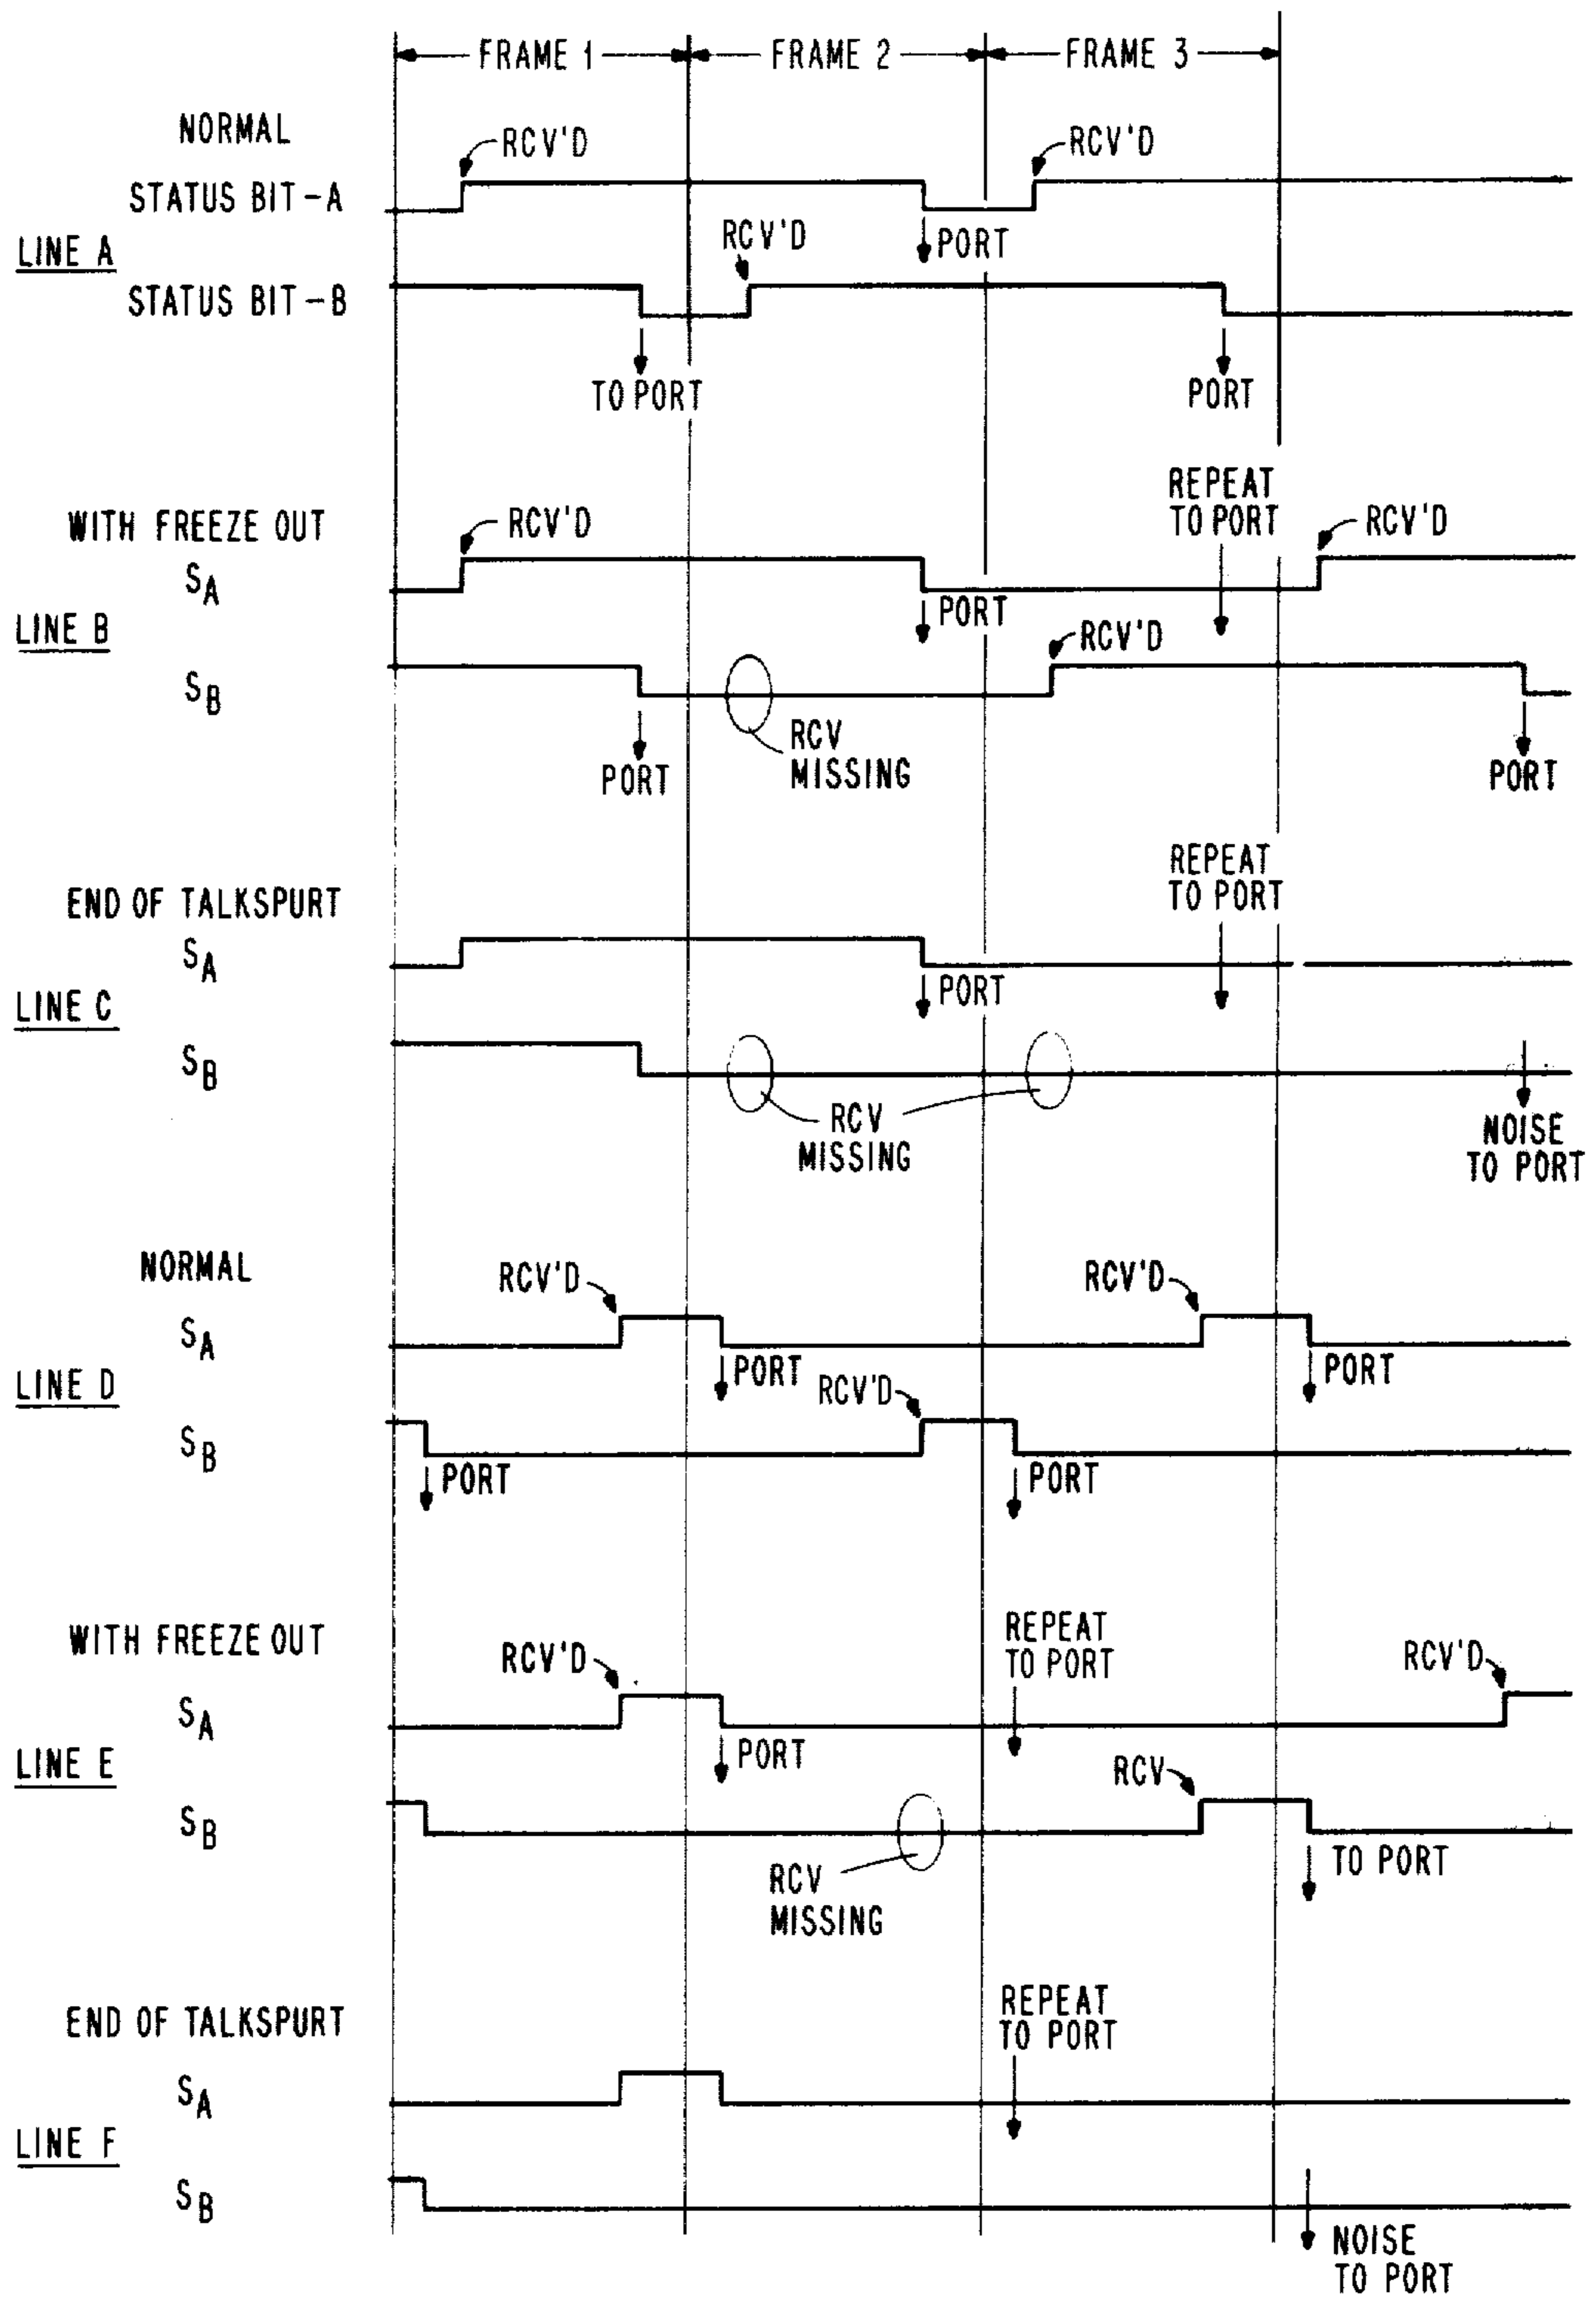 FRAME 1 FRAME 2 FRAME 3
NORMAL
RCV'D
RCV'D
STATUS BIT-A
LINE A
RCV'D
PORT
STATUS BIT-B
TO PORT
PORT
WITH FREEZE OUT
RCV'D
REPEAT
TO PORT
RCV'D
SA
PORT
LINE B
RCV'D
SB
PORT
RCV
MISSING
PORT
END OF TALKSPURT
REPEAT
TO PORT
SA
PORT
LINE C
SB
RCV
MISSING
NOISE
TO PORT
NORMAL
RCV'D
RCV'D
SA
PORT
PORT
LINE D
RCV'D
SB
PORT
PORT
WITH FREEZE OUT
RCV'D
REPEAT
TO PORT
RCV'D
SA
PORT
LINE E
RCV
SB
TO PORT
RCV
MISSING
END OF TALKSPURT
REPEAT
TO PORT
SA
LINE F
SB
NOISE
TO PORT